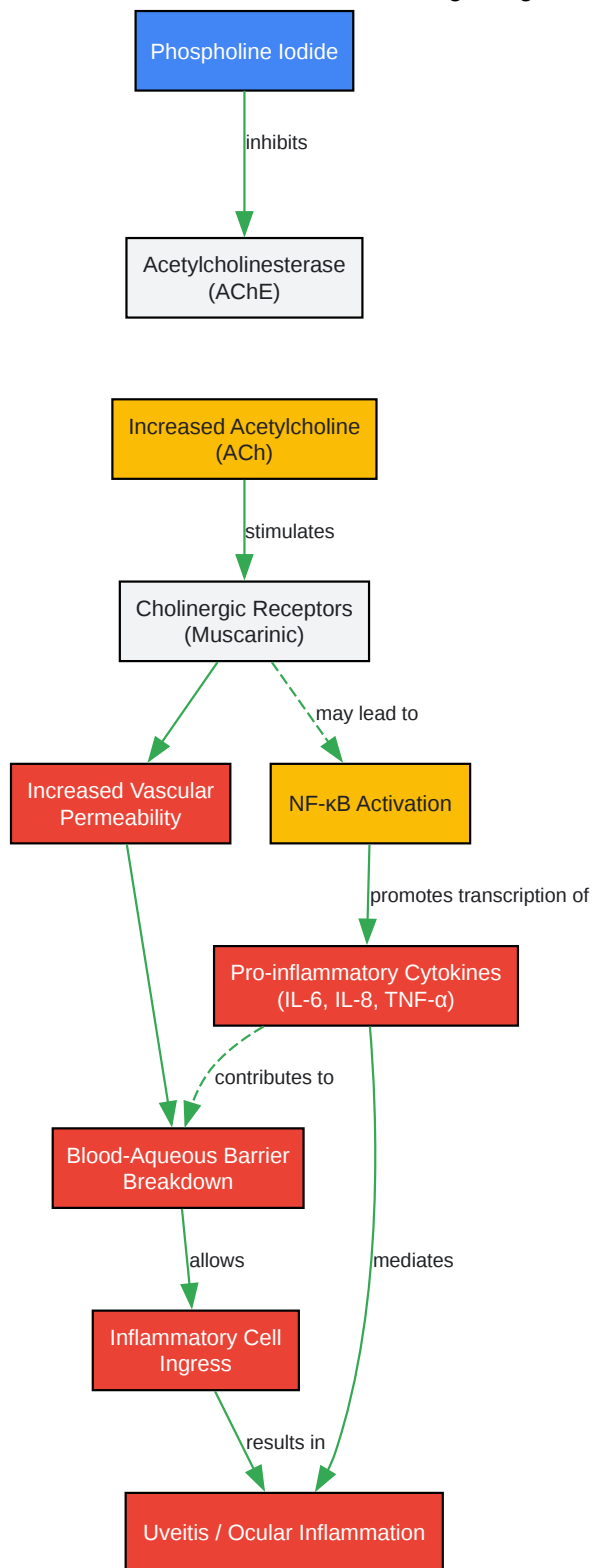 Phospholine Iodide
inhibits
Acetylcholinesterase
(AChE)
Increased Acetylcholine
(ACh)
stimulates
Cholinergic Receptors
(Muscarinic)
may lead to
Increased Vascular
Permeability
NF-κB Activation
promotes transcription of
Pro-inflammatory Cytokines
(IL-6, IL-8, TNF-α)
contributes to
Blood-Aqueous Barrier
Breakdown
allows
mediates
Inflammatory Cell
Ingress
results in
Uveitis / Ocular Inflammation